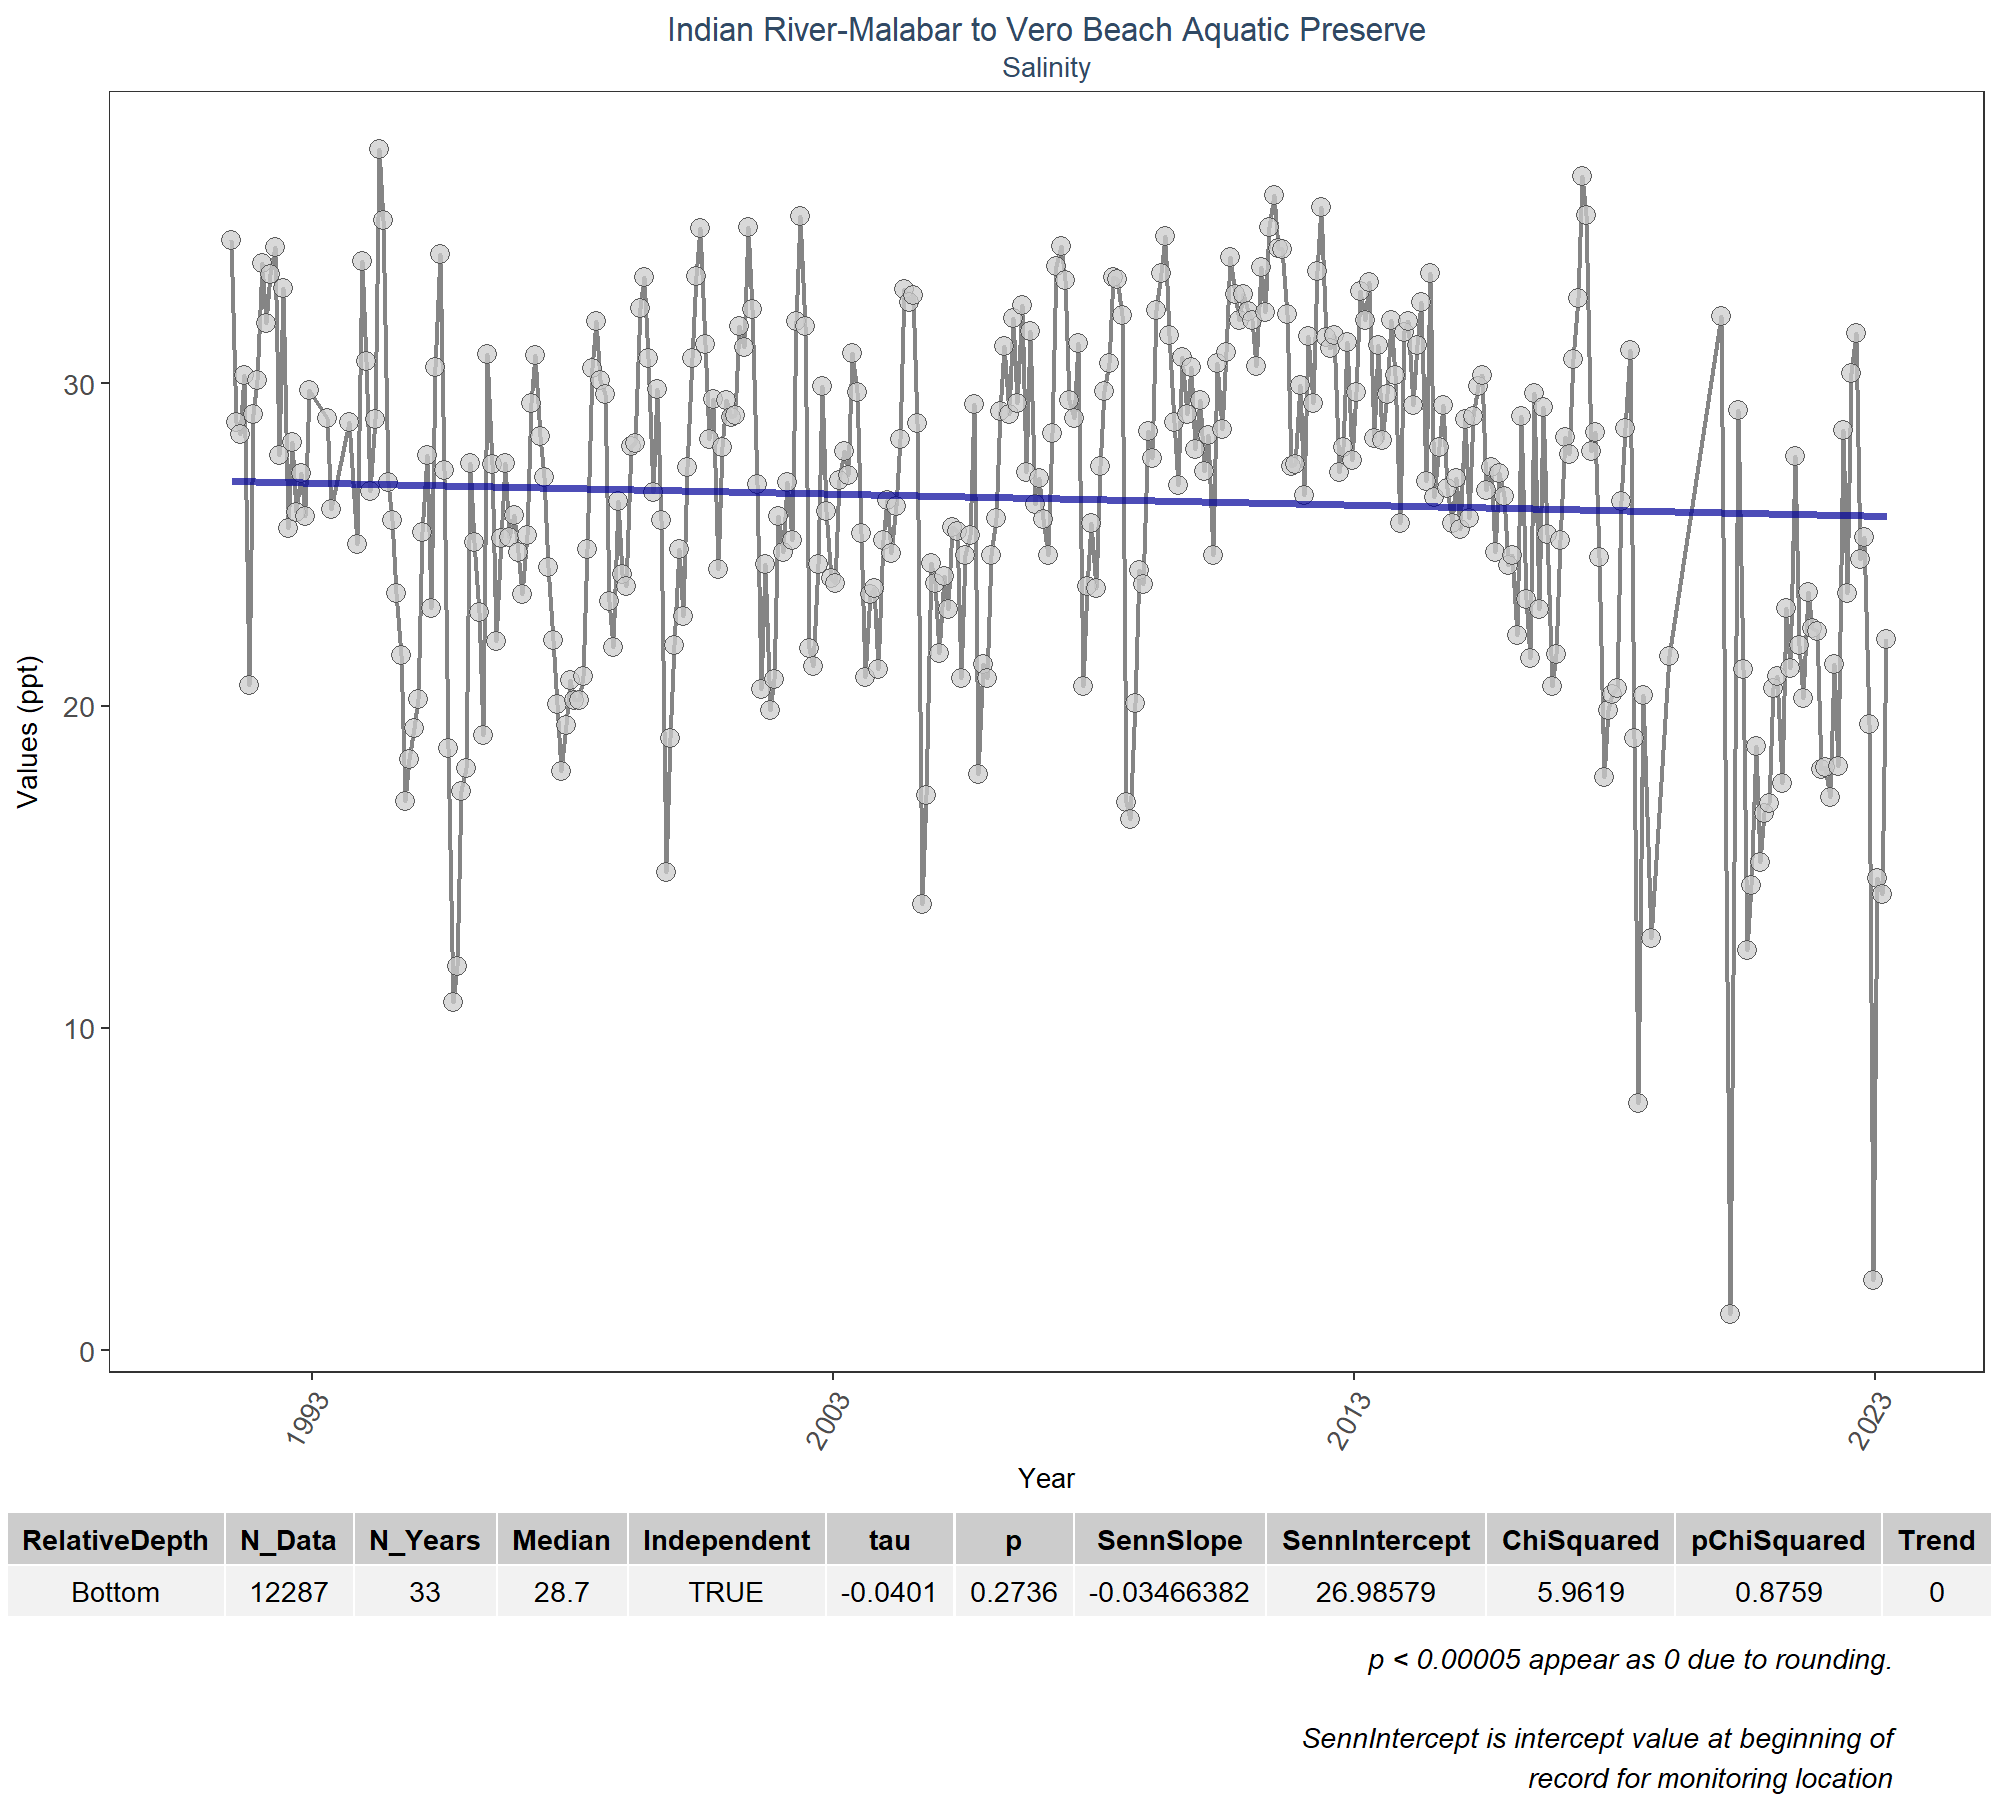 Indian River-Malabar to Vero Beach Aquatic Preserve
Salinity
Values (ppt)
30
20
10
0
1993
2003
2013
2023
Year
RelativeDepth N_Data N_Years Median Independent tau p SennSlope SennIntercept ChiSquared pChiSquared Trend
Bottom 12287 33 28.7 TRUE -0.0401 0.2736 -0.03466382 26.98579 5.9619 0.8759 0
p < 0.00005 appear as 0 due to rounding.
SennIntercept is intercept value at beginning of
record for monitoring location